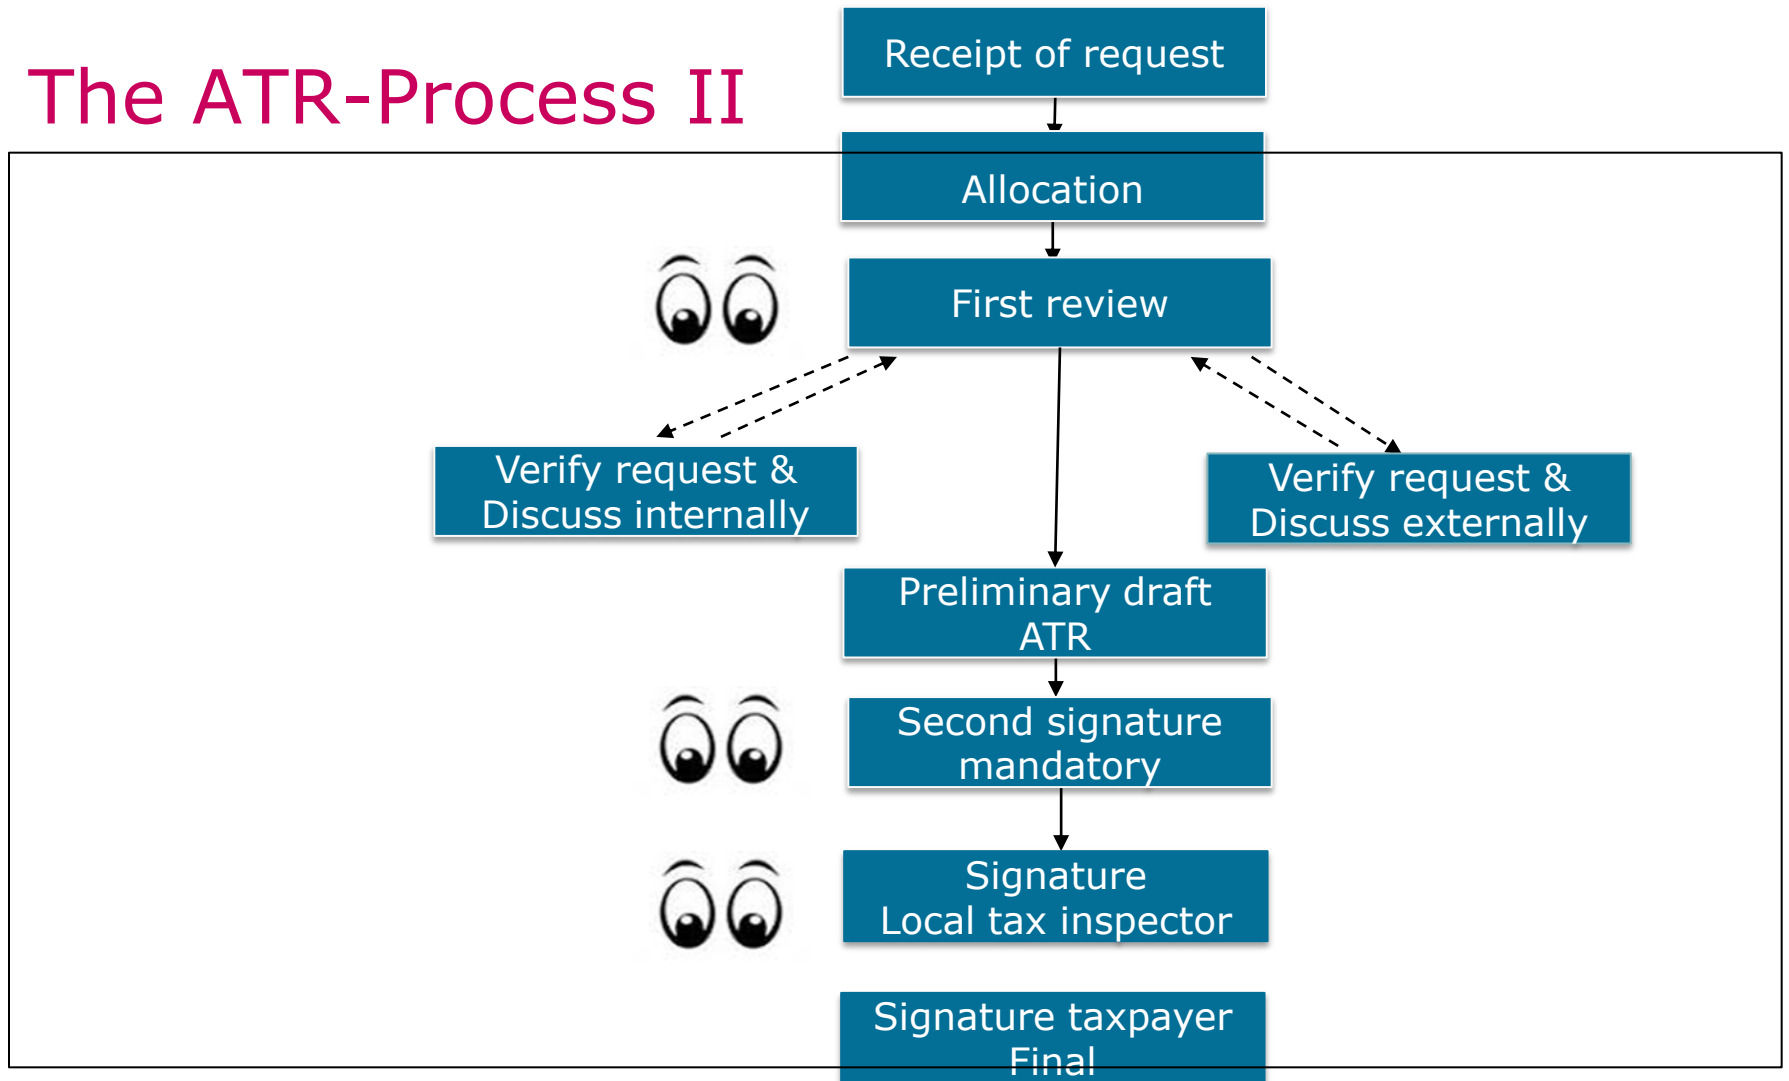 The ATR-Process II
Receipt of request
Allocation
First review
Verify request &
Discuss internally
Verify request &
Discuss externally
Preliminary draft
ATR
Second signature
mandatory
Signature
Local tax inspector
Signature taxpayer
Final